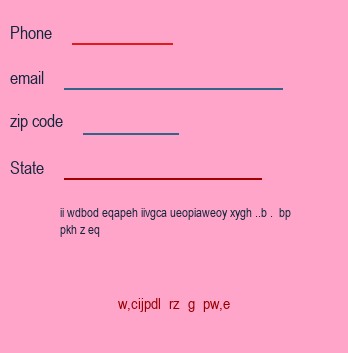 Phone
email
zip code
State
ii wdbod eqapeh iivgca ueopiaweoy xygh ..b . bp
pkh z eq
w,cijpdl rz g pw,e